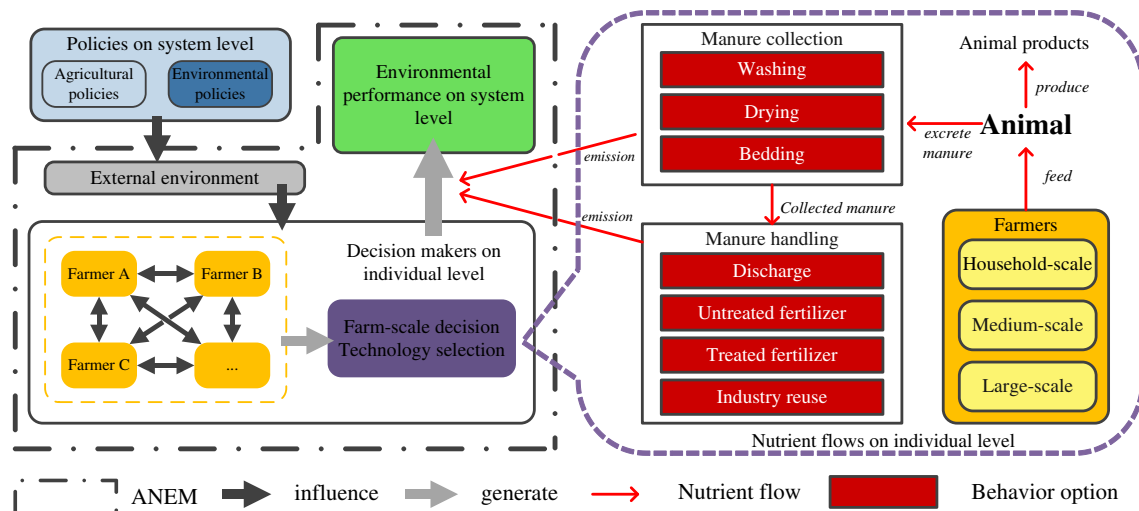 Policies on system level
Agricultural
policies
Environmental
policies
External environment
Environmental
performance on system
level
Decision makers on
individual level
Farmer A
Farmer B
Farmer C
...
Farm-scale decision
Technology selection
Manure collection
Washing
Drying
Bedding
emission
emission
Collected manure
Manure handling
Discharge
Untreated fertilizer
Treated fertilizer
Industry reuse
Animal products
produce
Animal
excrete
manure
feed
Farmers
Household-scale
Medium-scale
Large-scale
Nutrient flows on individual level
ANEM
influence
generate
Nutrient flow
Behavior option